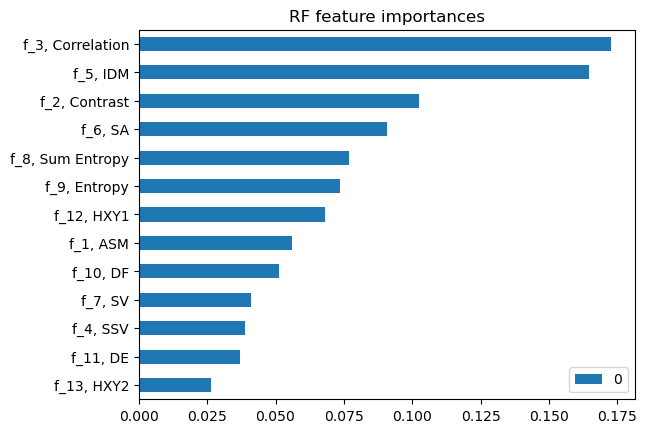 RF feature importances
f_3, Correlation
f_5, IDM
f_2, Contrast
f_6, SA
f_8, Sum Entropy
f_9, Entropy
f_12, HXY1
f_1, ASM
f_10, DF
f_7, SV
f_4, SSV
f_11, DE
f_13, HXY2
0
0.000 0.025 0.050 0.075 0.100 0.125 0.150 0.175